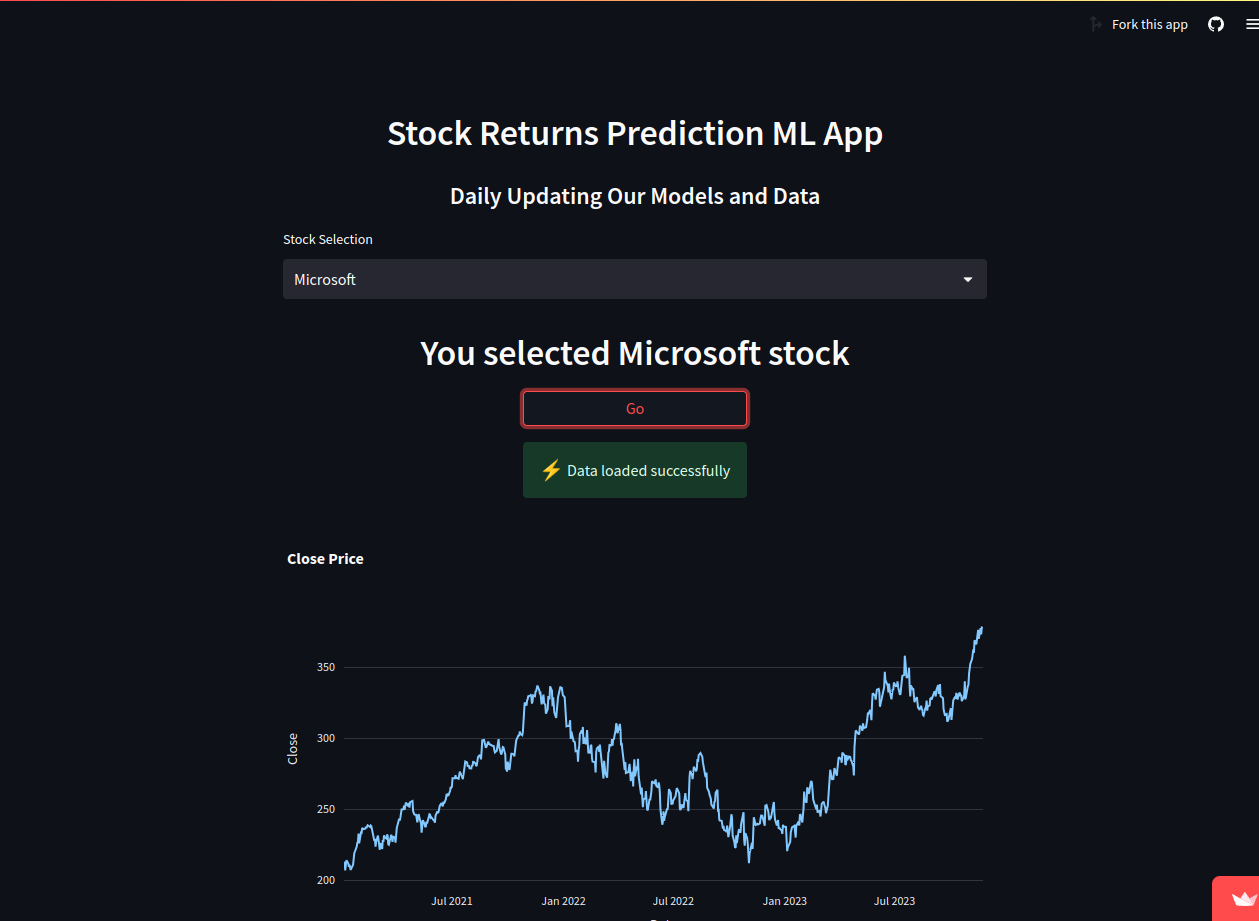 Fork this app
Stock Returns Prediction ML App
Daily Updating Our Models and Data
Stock Selection
Microsoft
You selected Microsoft stock
Go
⚡ Data loaded successfully
Close Price
350
300
Close
250
200
Jul 2021 Jan 2022 Jul 2022 Jan 2023 Jul 2023